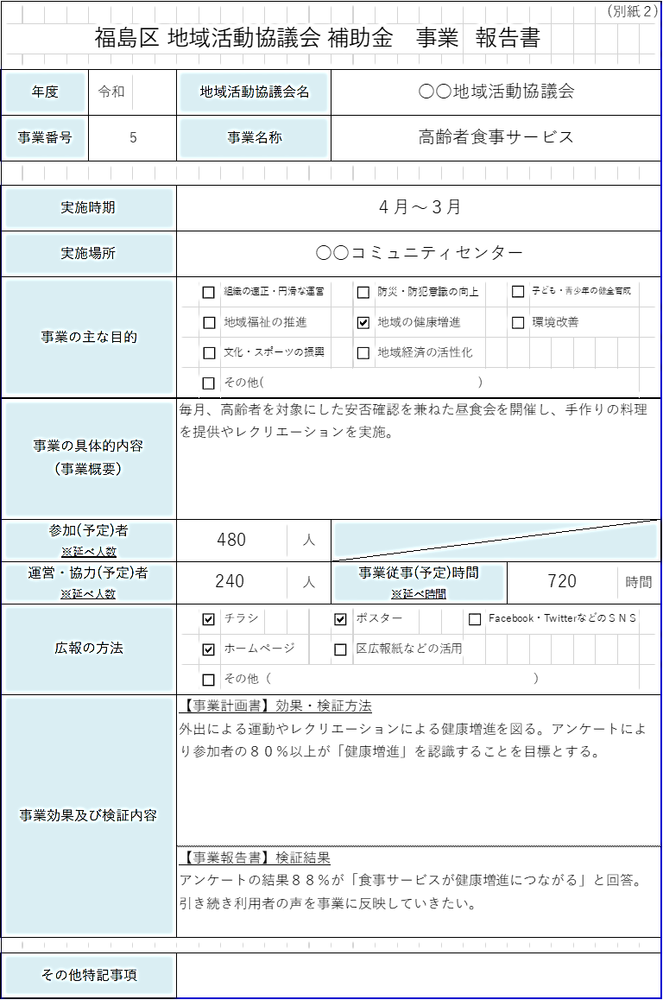 (別紙２)
福島区 地域活動協議会 補助金　事業　報告書
年度 令和 地域活動協議会名 〇〇地域活動協議会
事業番号 5 事業名称 高齢者食事サービス
実施時期 ４月～３月
実施場所 〇〇コミュニティセンター
事業の主な目的
☐ 組織の適正・円滑な運営 ☐ 防災・防犯意識の向上 ☐ 子ども・青少年の健全育成
☐ 地域福祉の推進 ☑ 地域の健康増進 ☐ 環境改善
☐ 文化・スポーツの振興 ☐ 地域経済の活性化
☐ その他( )
事業の具体的内容
(事業概要)
毎月、高齢者を対象にした安否確認を兼ねた昼食会を開催し、手作りの料理
を提供やレクリエーションを実施。
参加(予定)者
※延べ人数
480 人
運営・協力(予定)者
※延べ人数
240 人
事業従事(予定)時間
※延べ時間
720 時間
広報の方法
☑ チラシ ☑ ポスター ☐ Facebook・TwitterなどのＳＮＳ
☑ ホームページ ☐ 区広報紙などの活用
☐ その他（ ）
事業効果及び検証内容
【事業計画書】効果・検証方法
外出による運動やレクリエーションによる健康増進を図る。アンケートによ
り参加者の８０％以上が「健康増進」を認識することを目標とする。
【事業報告書】検証結果
アンケートの結果８８％が「食事サービスが健康増進につながる」と回答。
引き続き利用者の声を事業に反映していきたい。
その他特記事項